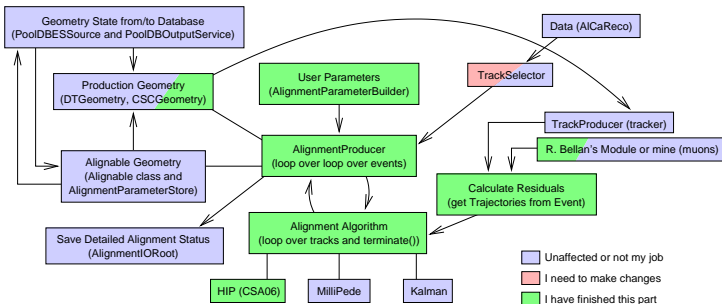 Geometry State from/to Database
(PoolDBESSource and PoolDBOutputService)
Data (AlCaReco)
Production Geometry
(DTGeometry, CSCGeometry)
User Parameters
(AlignmentParameterBuilder)
TrackSelector
TrackProducer (tracker)
R. Bellan's Module or mine (muons)
AlignmentProducer
(loop over loop over events)
Alignable Geometry
(Alignable class and
AlignmentParameterStore)
Calculate Residuals
(get Trajectories from Event)
Save Detailed Alignment Status
(AlignmentIORoot)
Alignment Algorithm
(loop over tracks and terminate())
HIP (CSA06)
MilliPede
Kalman
Unaffected or not my job
I need to make changes
I have finished this part